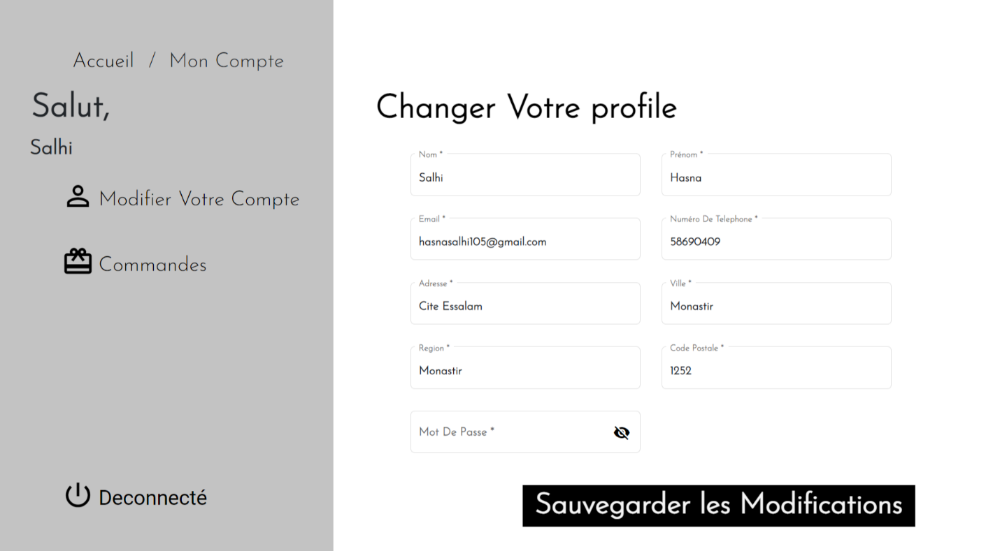 Accueil / Mon Compte
Salut,
Salhi
Modifier Votre Compte
Commandes
Deconnecté
Changer Votre profile
Nom *
Salhi
Prénom *
Hasna
Email *
hasnasalhi105@gmail.com
Numéro De Telephone *
58690409
Adresse *
Cite Essalam
Ville *
Monastir
Region *
Monastir
Code Postale *
1252
Mot De Passe *
Sauvegarder les Modifications